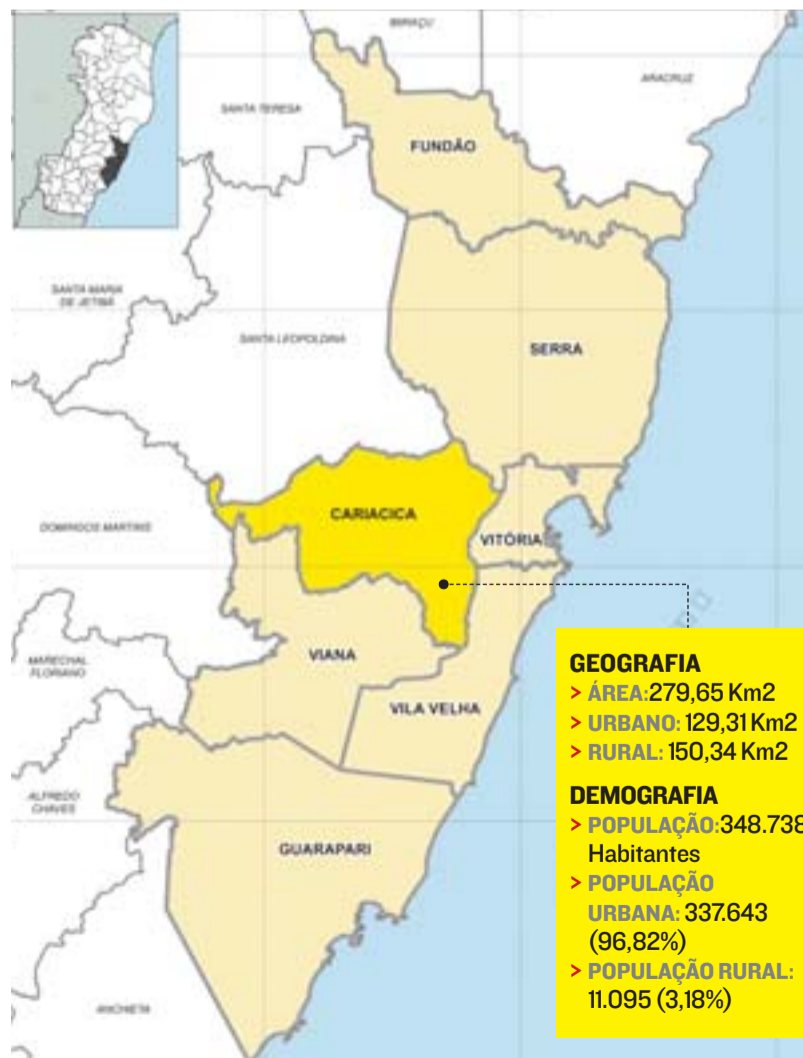 IBIRAÇU
ARACRUZ
SANTA TERESA
FUNDÃO
SANTA MARIA
DE JETIBÁ
SANTA LEOPOLDINA
SERRA
CARIACICA
VITÓRIA
DOMINGOS MARTINS
MARECHAL
FLORIANO
VIANA
VILA VELHA
ALFREDO
CHAVES
GUARAPARI
ANCHIETA
GEOGRAFIA
> ÁREA:279,65 Km2
> URBANO: 129,31 Km2
> RURAL: 150,34 Km2
DEMOGRAFIA
> POPULAÇÃO:348.738
Habitantes
> POPULAÇÃO
URBANA: 337.643
(96,82%)
> POPULAÇÃO RURAL:
11.095 (3,18%)